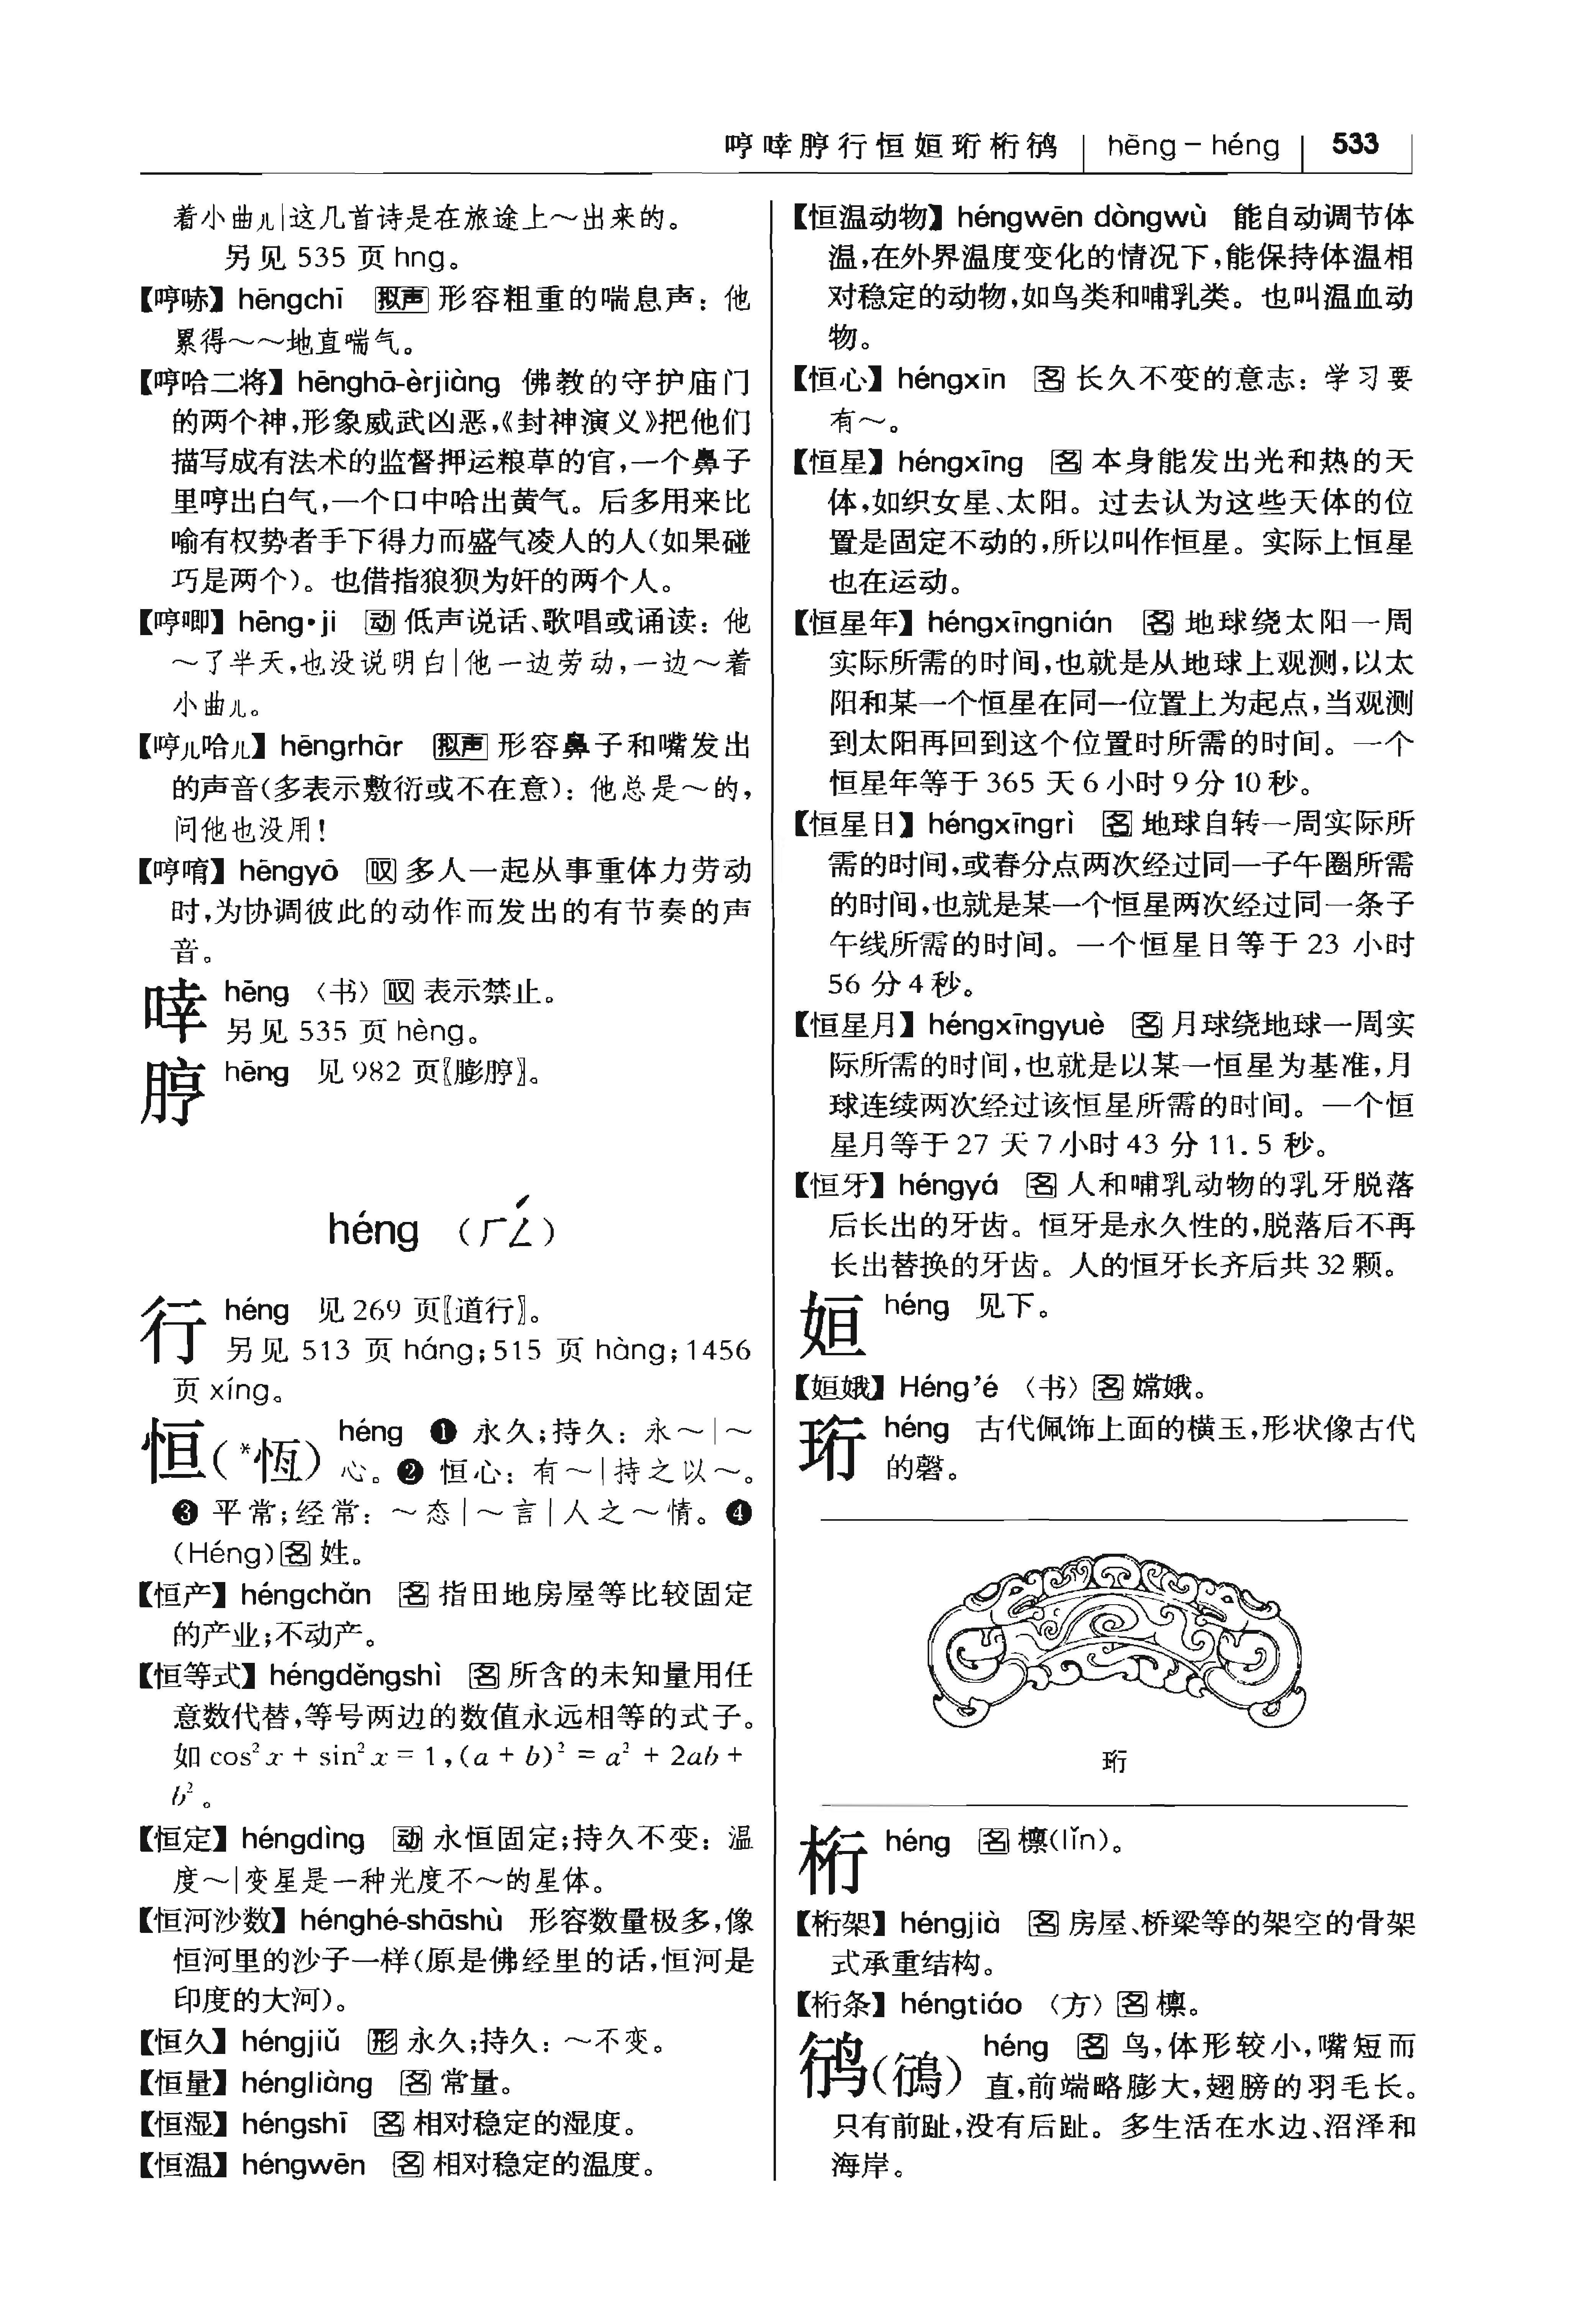 哼啈脝行恒姮珩桁鸻 hēng－héng 533
着小曲儿|这几首诗是在旅途上～出来的。
另见 535 页 hng。
【哼哧】hēngchī 拟声 形容粗重的喘息声：他
累得～～地直喘气。
【哼哈二将】hēnghā-èrjiàng 佛教的守护庙门
的两个神，形象威武凶恶，《封神演义》把他们
描写成有法术的监督押运粮草的官，一个鼻子
里哼出白气，一个口中哈出黄气。后多用来比
喻有权势者手下得力而盛气凌人的人（如果碰
巧是两个）。也借指狼狈为奸的两个人。
【哼唧】hēng·ji 动 低声说话、歌唱或诵读：他
～了半天，也没说明白|他一边劳动，一边～着
小曲儿。
【哼儿哈儿】hēngrhār 拟声 形容鼻子和嘴发出
的声音（多表示敷衍或不在意）：他总是～的，
问他也没用！
【哼唷】hēngyō 叹 多人一起从事重体力劳动
时，为协调彼此的动作而发出的有节奏的声
音。
啈 hēng 〈书〉叹 表示禁止。
另见 535 页 hèng。
脝 hēng 见 982 页〖膨脝〗。
héng （ㄏㄥˊ）
行 héng 见 269 页〖道行〗。
另见 513 页 háng；515 页 hàng；1456
页 xíng。
恒（*恆） héng ❶ 永久；持久：永～|～
心。❷ 恒心：有～|持之以～。
❸ 平常；经常：～态|～言|人之～情。❹
（Héng）名 姓。
【恒产】héngchǎn 名 指田地房屋等比较固定
的产业；不动产。
【恒等式】héngděngshì 名 所含的未知量用任
意数代替，等号两边的数值永远相等的式子。
如 cos²x + sin²x = 1，(a + b)² = a² + 2ab +
b²。
【恒定】héngdìng 动 永恒固定；持久不变：温
度～|变星是一种光度不～的星体。
【恒河沙数】hénghé-shāshù 形容数量极多，像
恒河里的沙子一样（原是佛经里的话，恒河是
印度的大河）。
【恒久】héngjiǔ 形 永久；持久：～不变。
【恒量】héngliàng 名 常量。
【恒湿】héngshī 名 相对稳定的湿度。
【恒温】héngwēn 名 相对稳定的温度。
【恒温动物】héngwēn dòngwù 能自动调节体
温，在外界温度变化的情况下，能保持体温相
对稳定的动物，如鸟类和哺乳类。也叫温血动
物。
【恒心】héngxīn 名 长久不变的意志：学习要
有～。
【恒星】héngxīng 名 本身能发出光和热的天
体，如织女星、太阳。过去认为这些天体的位
置是固定不动的，所以叫作恒星。实际上恒星
也在运动。
【恒星年】héngxīngnián 名 地球绕太阳一周
实际所需的时间，也就是从地球上观测，以太
阳和某一个恒星在同一位置上为起点，当观测
到太阳再回到这个位置时所需的时间。一个
恒星年等于 365 天 6 小时 9 分 10 秒。
【恒星日】héngxīngrì 名 地球自转一周实际所
需的时间，或春分点两次经过同一子午圈所需
的时间，也就是某一个恒星两次经过同一条子
午线所需的时间。一个恒星日等于 23 小时
56 分 4 秒。
【恒星月】héngxīngyuè 名 月球绕地球一周实
际所需的时间，也就是以某一恒星为基准，月
球连续两次经过该恒星所需的时间。一个恒
星月等于 27 天 7 小时 43 分 11.5 秒。
【恒牙】héngyá 名 人和哺乳动物的乳牙脱落
后长出的牙齿。恒牙是永久性的，脱落后不再
长出替换的牙齿。人的恒牙长齐后共 32 颗。
姮 héng 见下。
【姮娥】Héng’é 〈书〉名 嫦娥。
珩 héng 古代佩饰上面的横玉，形状像古代
的磬。
珩
桁 héng 名 檩（lǐn）。
【桁架】héngjià 名 房屋、桥梁等的架空的骨架
式承重结构。
【桁条】héngtiáo 〈方〉名 檩。
鸻（鴴） héng 名 鸟，体形较小，嘴短而
直，前端略膨大，翅膀的羽毛长。
只有前趾，没有后趾。多生活在水边、沼泽和
海岸。